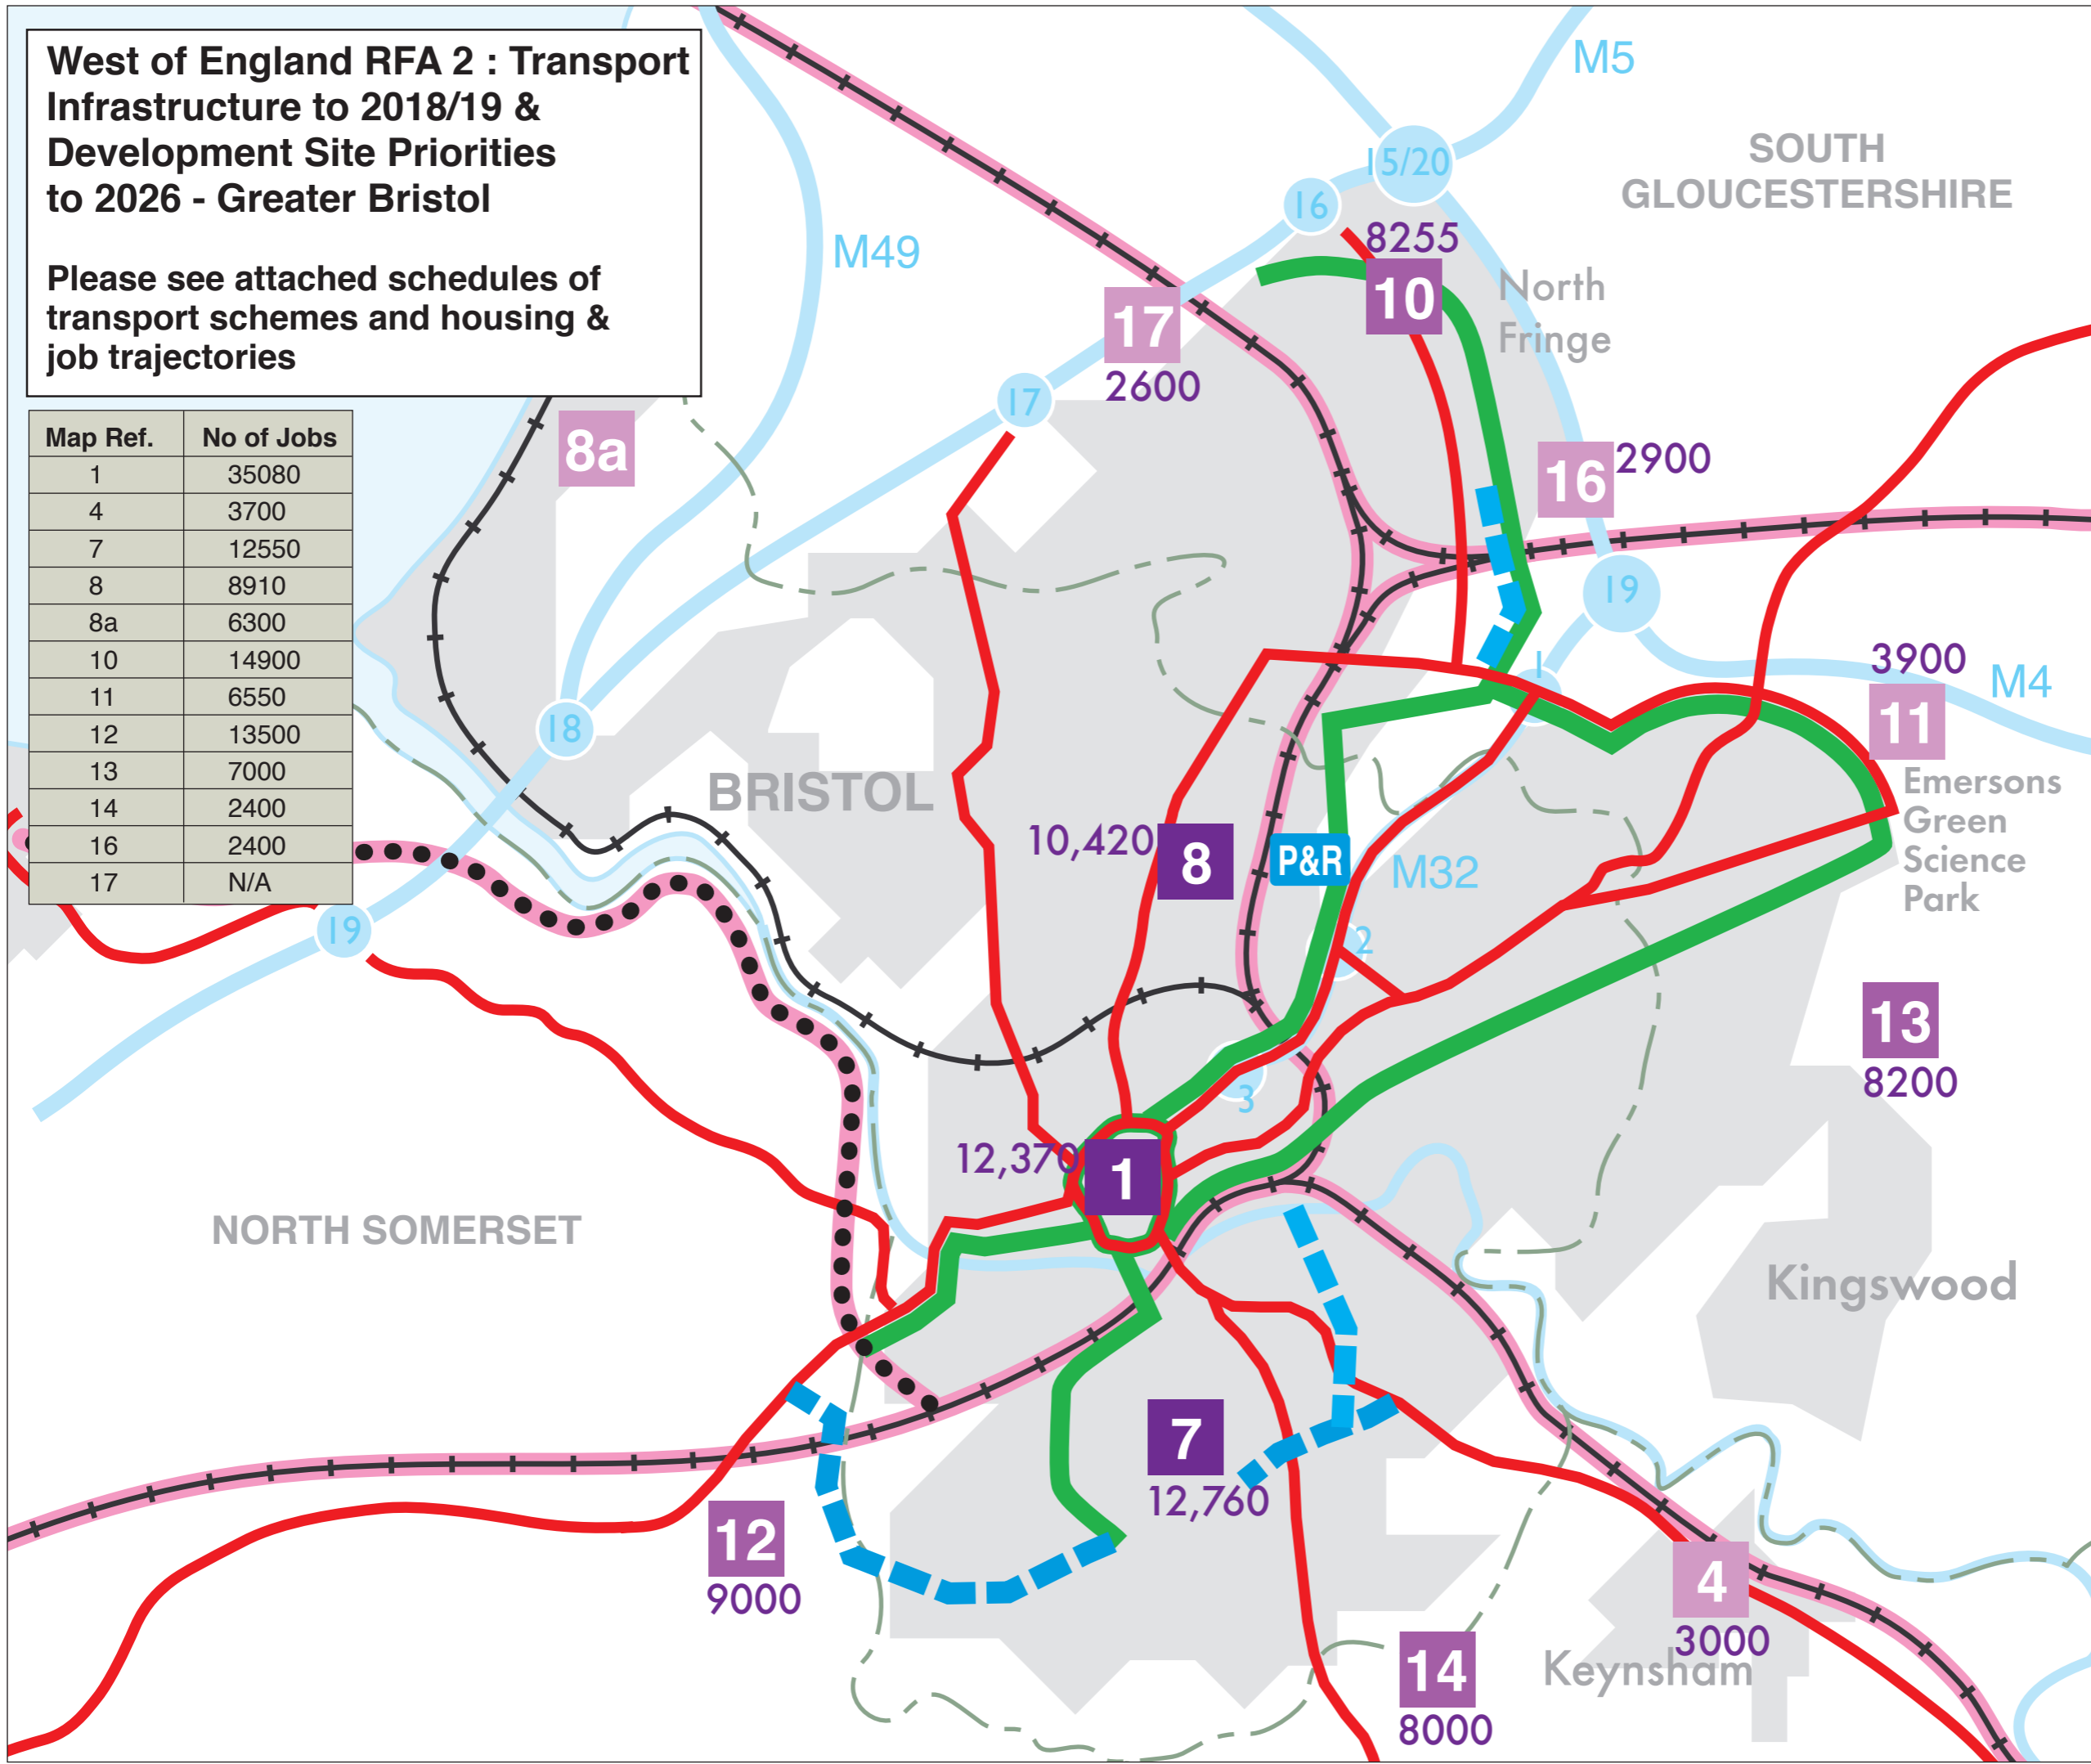 West of England RFA 2 : Transport
Infrastructure to 2018/19 &
Development Site Priorities
to 2026 - Greater Bristol
Please see attached schedules of
transport schemes and housing &
job trajectories
Map Ref. No of Jobs
1 35080
4 3700
7 12550
8 8910
8a 6300
10 14900
11 6550
12 13500
13 7000
14 2400
16 2400
17 N/A
M5
SOUTH
GLOUCESTERSHIRE
15/20
16
8255
10
M49
North
Fringe
17
2600
17
8a
16
2900
19
3900
1
M4
11
18
BRISTOL
Emersons
Green
Science
Park
10,420
8
P&R
M32
19
2
13
8200
3
12,370
1
NORTH SOMERSET
Kingswood
7
12,760
12
9000
4
3000
Keynsham
14
8000